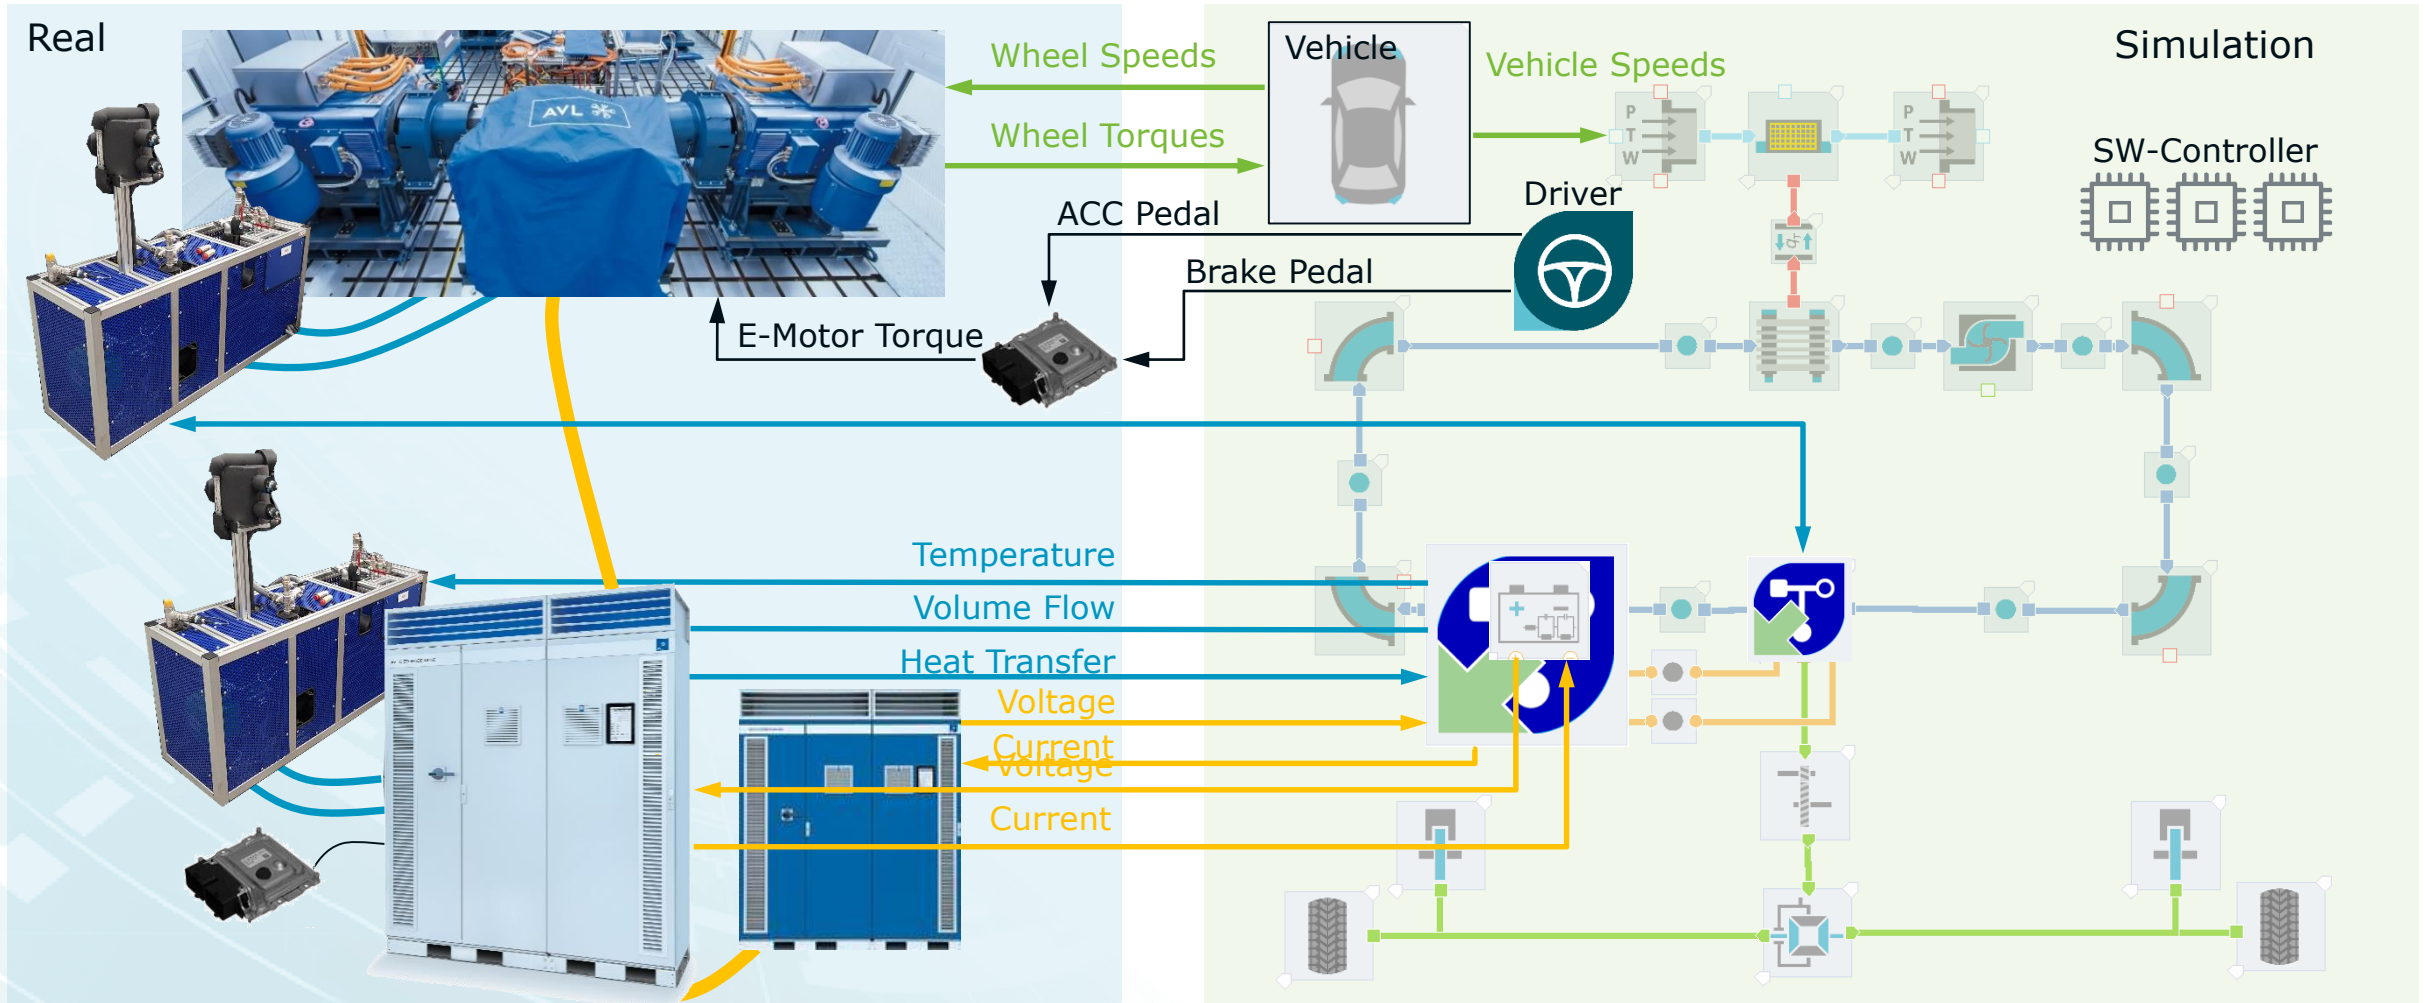 Real
Simulation
Wheel Speeds
Vehicle
Vehicle Speeds
AVL
Wheel Torques
P
T
W
P
T
W
SW-Controller
Driver
ACC Pedal
Brake Pedal
E-Motor Torque
Temperature
Volume Flow
Heat Transfer
Voltage
Current
Voltage
Current